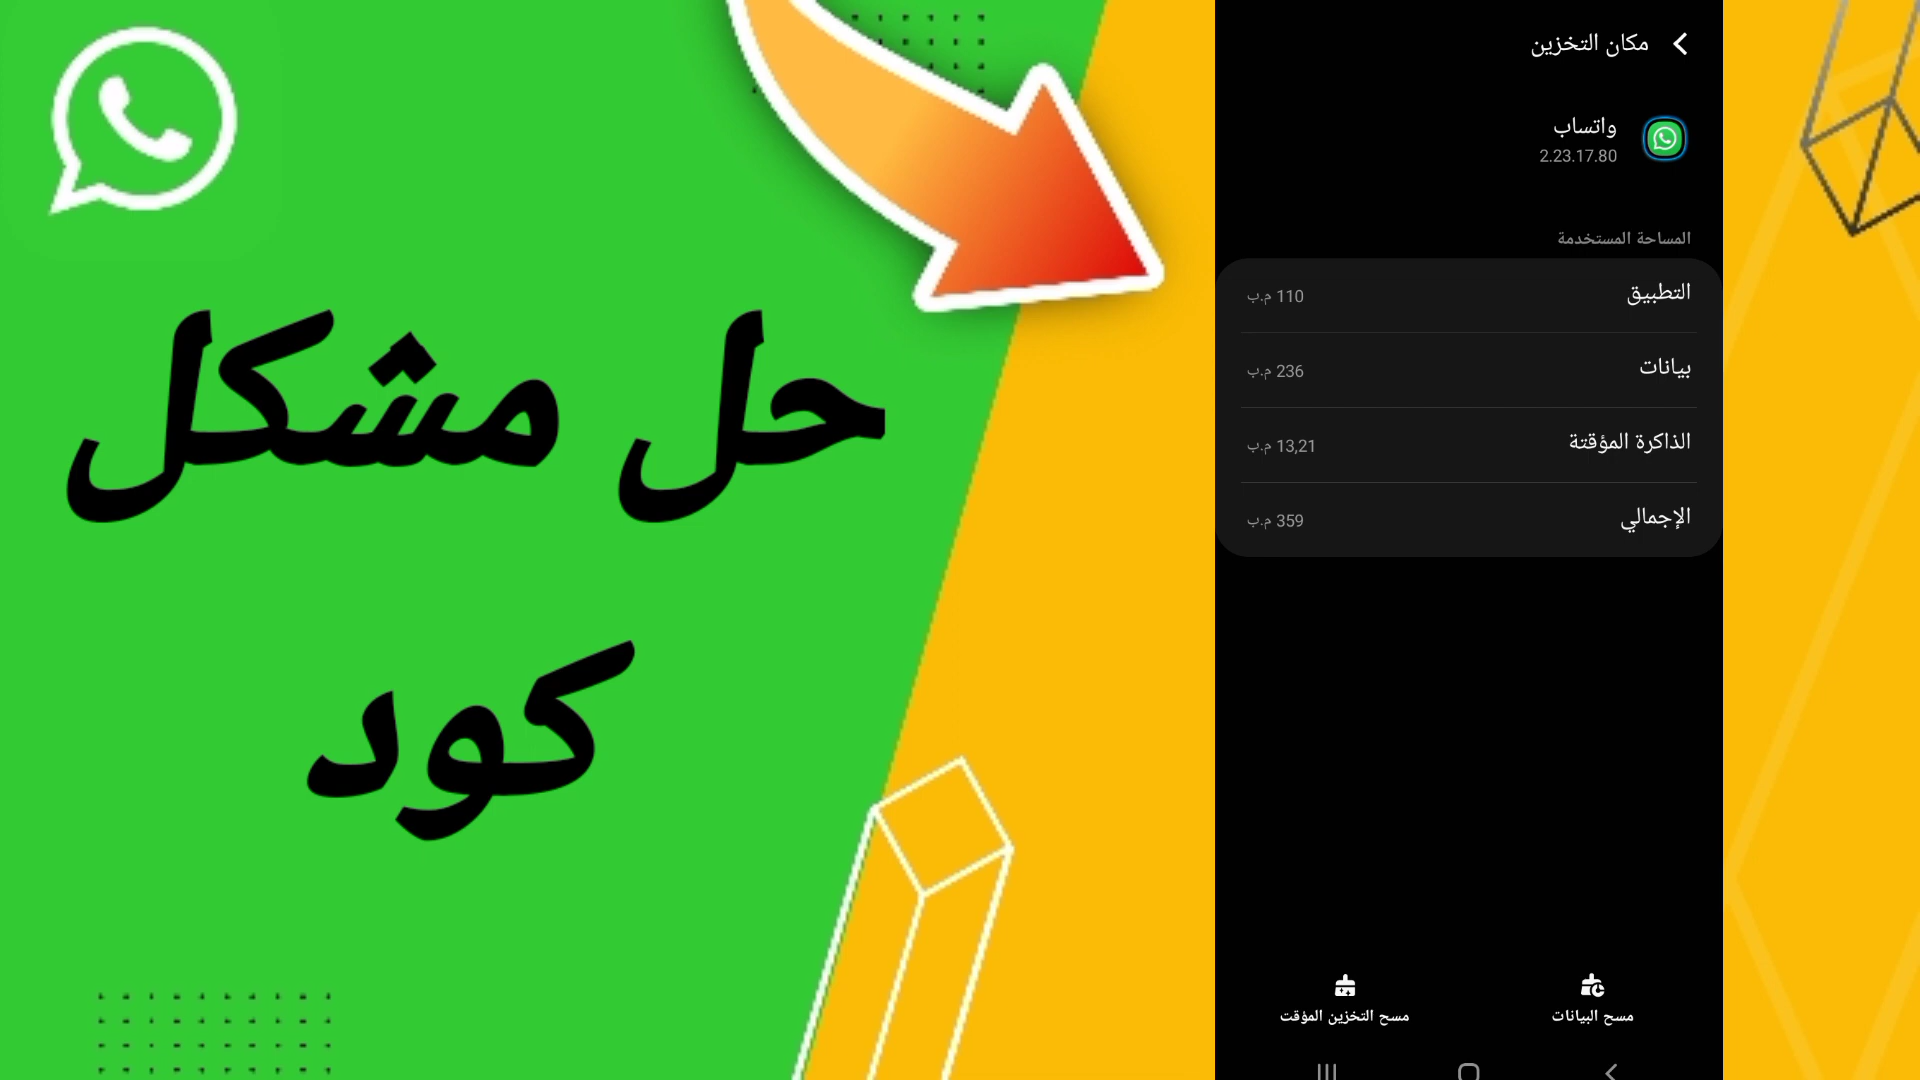 حل مشكل
كود
مكان التخزين
واتساب
2.23.17.80
المساحة المستخدمة
التطبيق 110 م.ب
بيانات 236 م.ب
الذاكرة المؤقتة 13,21 م.ب
الإجمالي 359 م.ب
مسح البيانات
مسح التخزين المؤقت